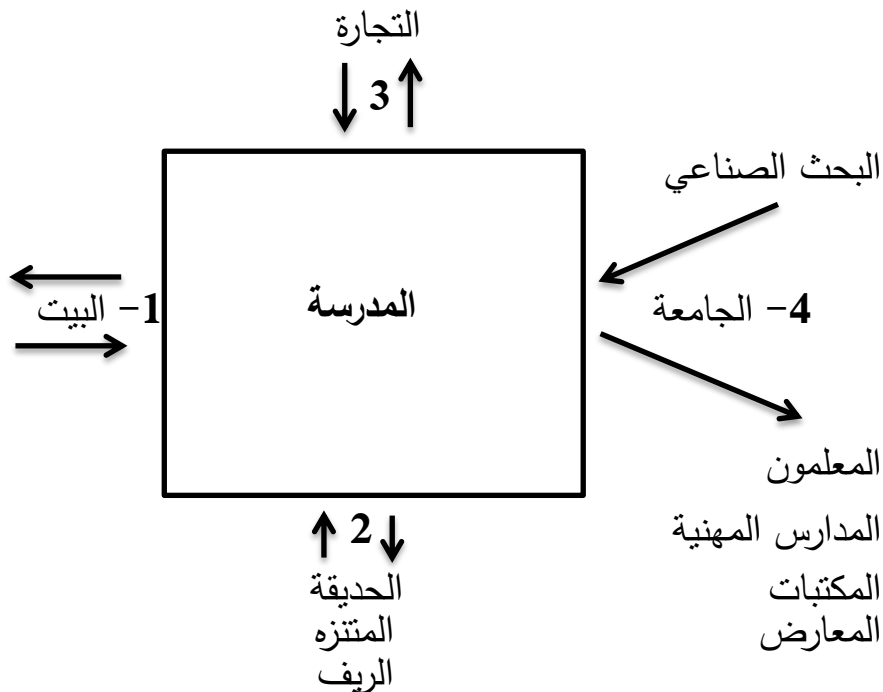 التجارة
3
البحث الصناعي
1- البيت
المدرسة
4- الجامعة
المعلمون
2
المدارس المهنية
الحديقة
المكتبات
المتنزه
المعارض
الريف